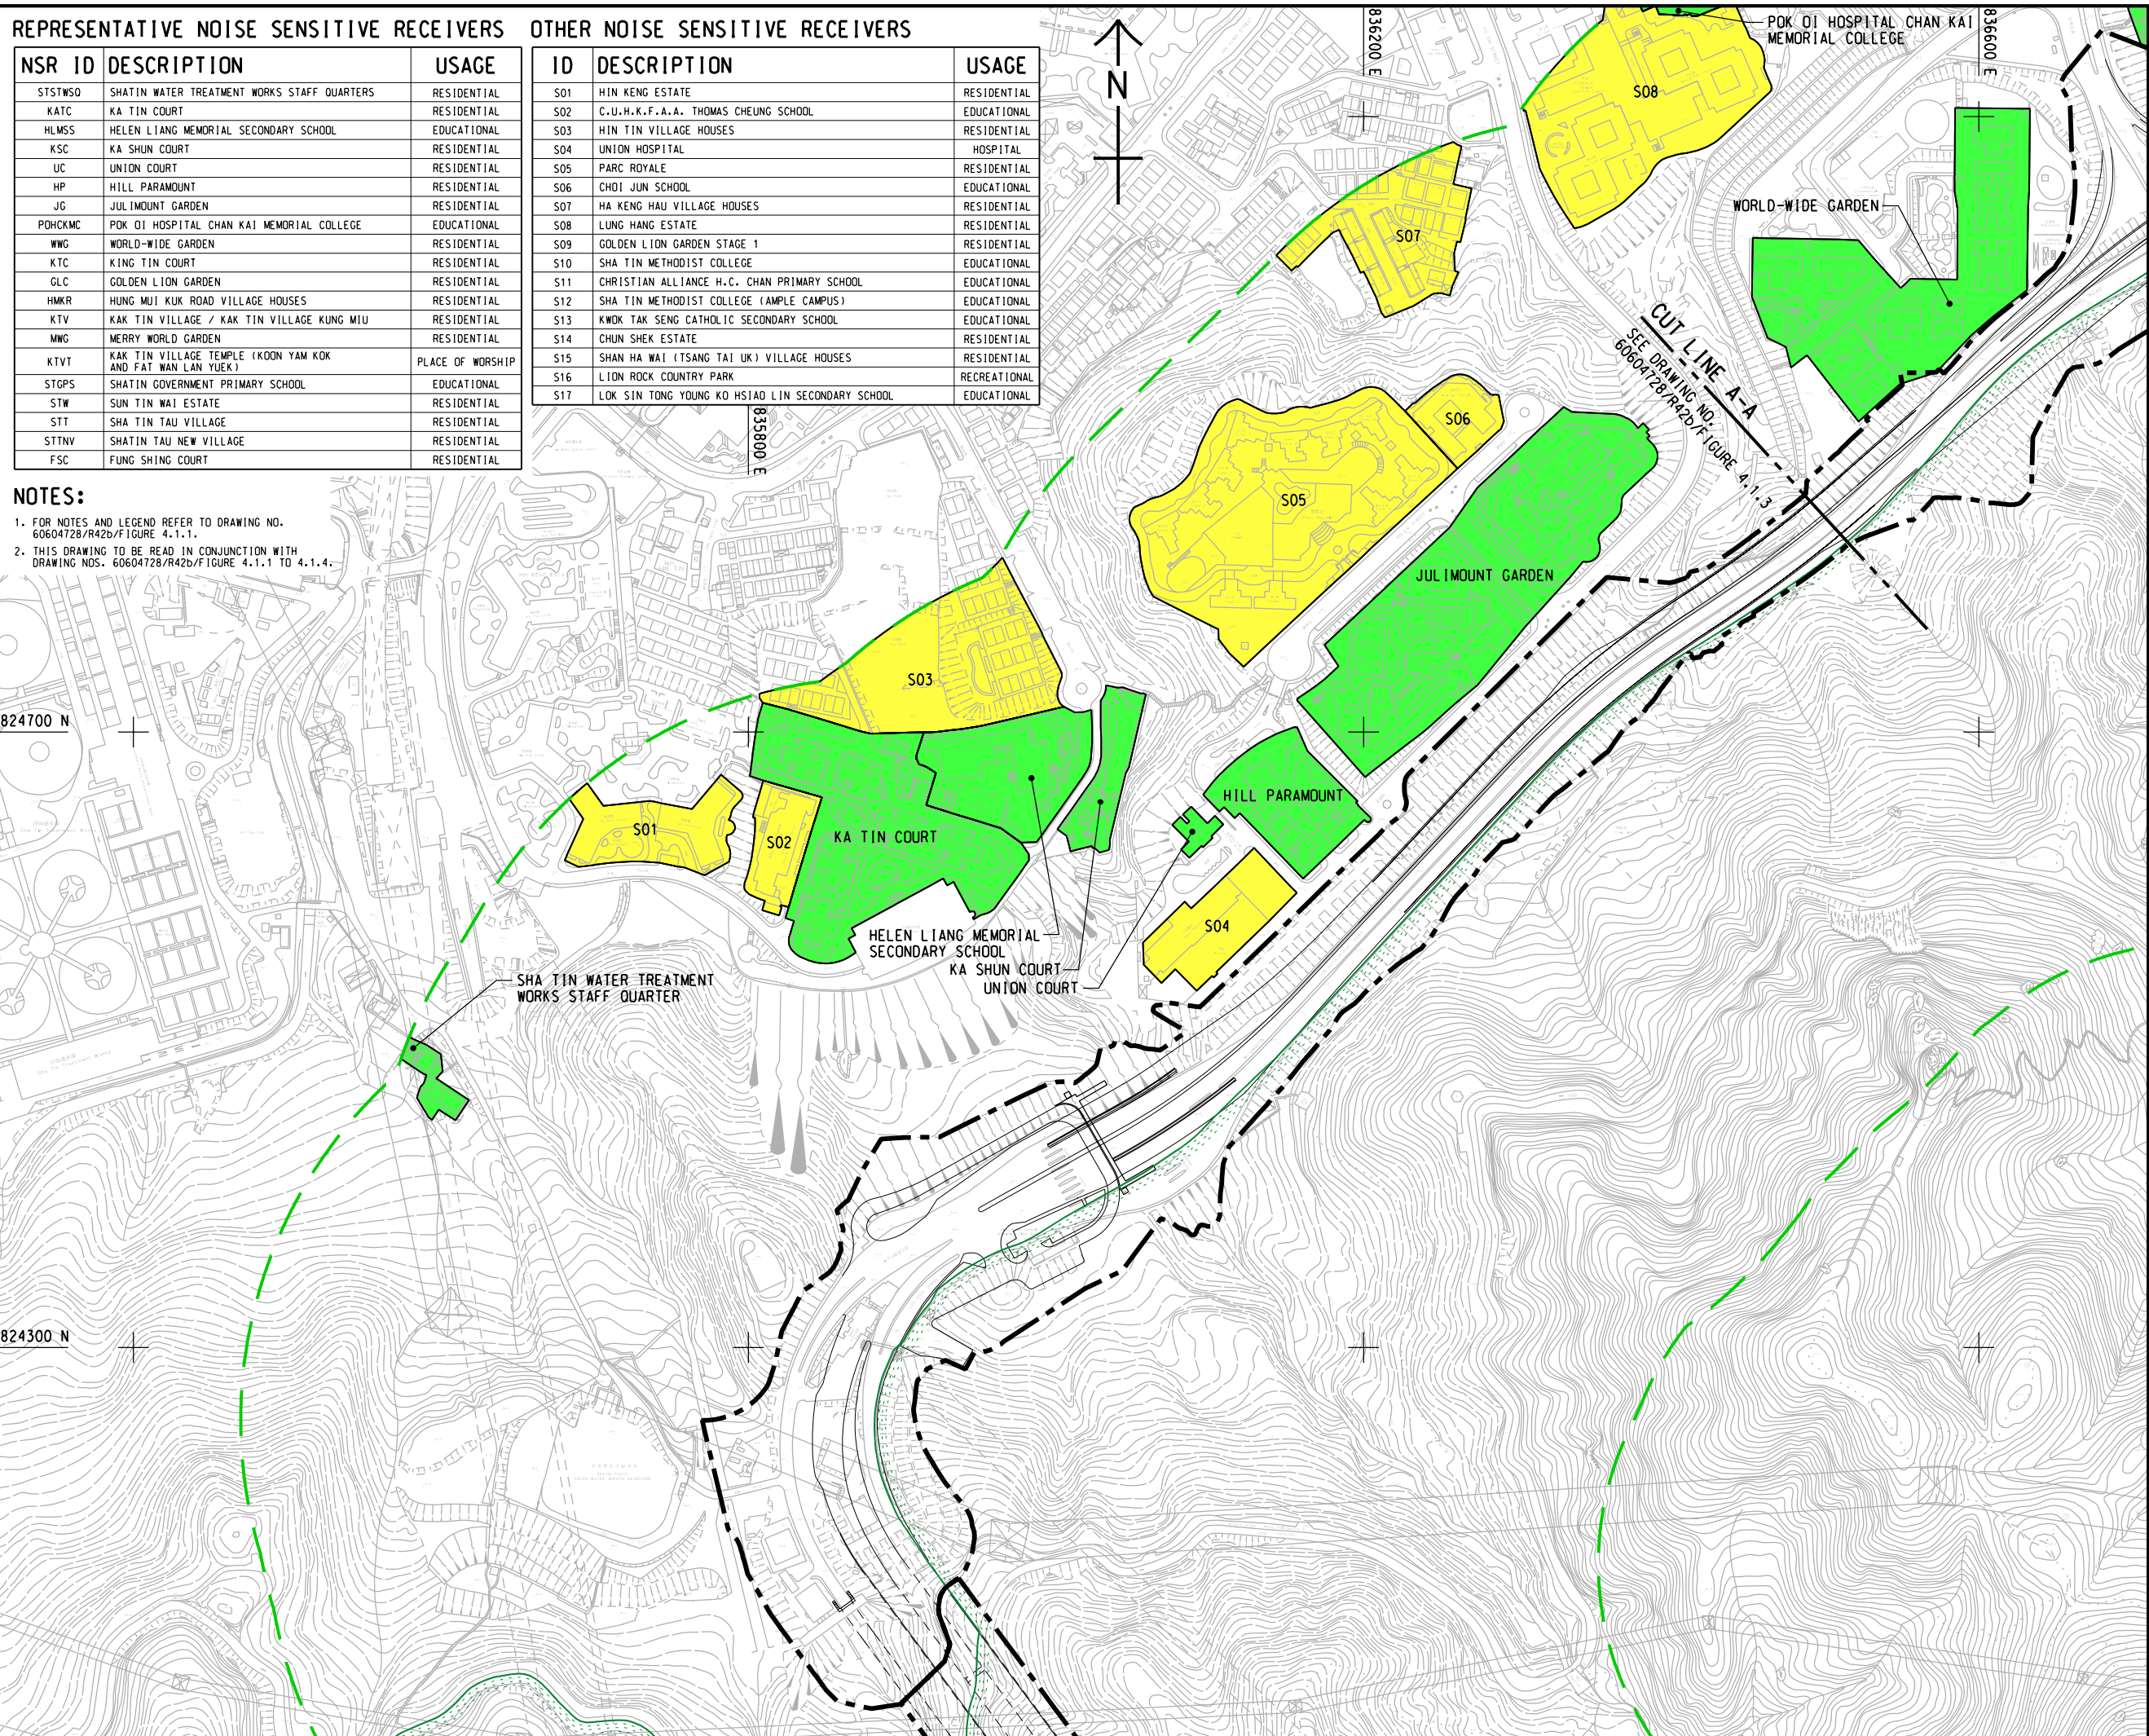 REPRESENTATIVE NOISE SENSITIVE RECEIVERS
NSR ID DESCRIPTION USAGE
STSTWSQ SHATIN WATER TREATMENT WORKS STAFF QUARTERS RESIDENTIAL
KATC KA TIN COURT RESIDENTIAL
HLMSS HELEN LIANG MEMORIAL SECONDARY SCHOOL EDUCATIONAL
KSC KA SHUN COURT RESIDENTIAL
UC UNION COURT RESIDENTIAL
HP HILL PARAMOUNT RESIDENTIAL
JG JULIMOUNT GARDEN RESIDENTIAL
POHCKMC POK OI HOSPITAL CHAN KAI MEMORIAL COLLEGE EDUCATIONAL
WWG WORLD-WIDE GARDEN RESIDENTIAL
KTC KING TIN COURT RESIDENTIAL
GLC GOLDEN LION GARDEN RESIDENTIAL
HMKR HUNG MUI KUK ROAD VILLAGE HOUSES RESIDENTIAL
KTV KAK TIN VILLAGE / KAK TIN VILLAGE KUNG MIU RESIDENTIAL
MWG MERRY WORLD GARDEN RESIDENTIAL
KTVT KAK TIN VILLAGE TEMPLE (KOON YAM KOK
AND FAT WAN LAN YUEK) PLACE OF WORSHIP
STGPS SHATIN GOVERNMENT PRIMARY SCHOOL EDUCATIONAL
STW SUN TIN WAI ESTATE RESIDENTIAL
STT SHA TIN TAU VILLAGE RESIDENTIAL
STTNV SHATIN TAU NEW VILLAGE RESIDENTIAL
FSC FUNG SHING COURT RESIDENTIAL
OTHER NOISE SENSITIVE RECEIVERS
ID DESCRIPTION USAGE
S01 HIN KENG ESTATE RESIDENTIAL
S02 C.U.H.K.F.A.A. THOMAS CHEUNG SCHOOL EDUCATIONAL
S03 HIN TIN VILLAGE HOUSES RESIDENTIAL
S04 UNION HOSPITAL HOSPITAL
S05 PARC ROYALE RESIDENTIAL
S06 CHOI JUN SCHOOL EDUCATIONAL
S07 HA KENG HAU VILLAGE HOUSES RESIDENTIAL
S08 LUNG HANG ESTATE RESIDENTIAL
S09 GOLDEN LION GARDEN STAGE 1 RESIDENTIAL
S10 SHA TIN METHODIST COLLEGE EDUCATIONAL
S11 CHRISTIAN ALLIANCE H.C. CHAN PRIMARY SCHOOL EDUCATIONAL
S12 SHA TIN METHODIST COLLEGE (AMPLE CAMPUS) EDUCATIONAL
S13 KWOK TAK SENG CATHOLIC SECONDARY SCHOOL EDUCATIONAL
S14 CHUN SHEK ESTATE RESIDENTIAL
S15 SHAN HA WAI (TSANG TAI UK) VILLAGE HOUSES RESIDENTIAL
S16 LION ROCK COUNTRY PARK RECREATIONAL
S17 LOK SIN TONG YOUNG KO HSIAO LIN SECONDARY SCHOOL EDUCATIONAL
NOTES:
1. FOR NOTES AND LEGEND REFER TO DRAWING NO.
60604728/R42b/FIGURE 4.1.1.
2. THIS DRAWING TO BE READ IN CONJUNCTION WITH
DRAWING NOS. 60604728/R42b/FIGURE 4.1.1 TO 4.1.4.
N
835800 E
836200 E
836600 E
POK OI HOSPITAL CHAN KAI
MEMORIAL COLLEGE
S08
WORLD-WIDE GARDEN
S07
CUT LINE A-A
SEE DRAWING NO.
60604728/R42b/FIGURE 4.1.3
S06
S05
JULIMOUNT GARDEN
S03
824700 N
HILL PARAMOUNT
S01
S02
KA TIN COURT
S04
HELEN LIANG MEMORIAL
SECONDARY SCHOOL
KA SHUN COURT
UNION COURT
SHA TIN WATER TREATMENT
WORKS STAFF QUARTER
824300 N